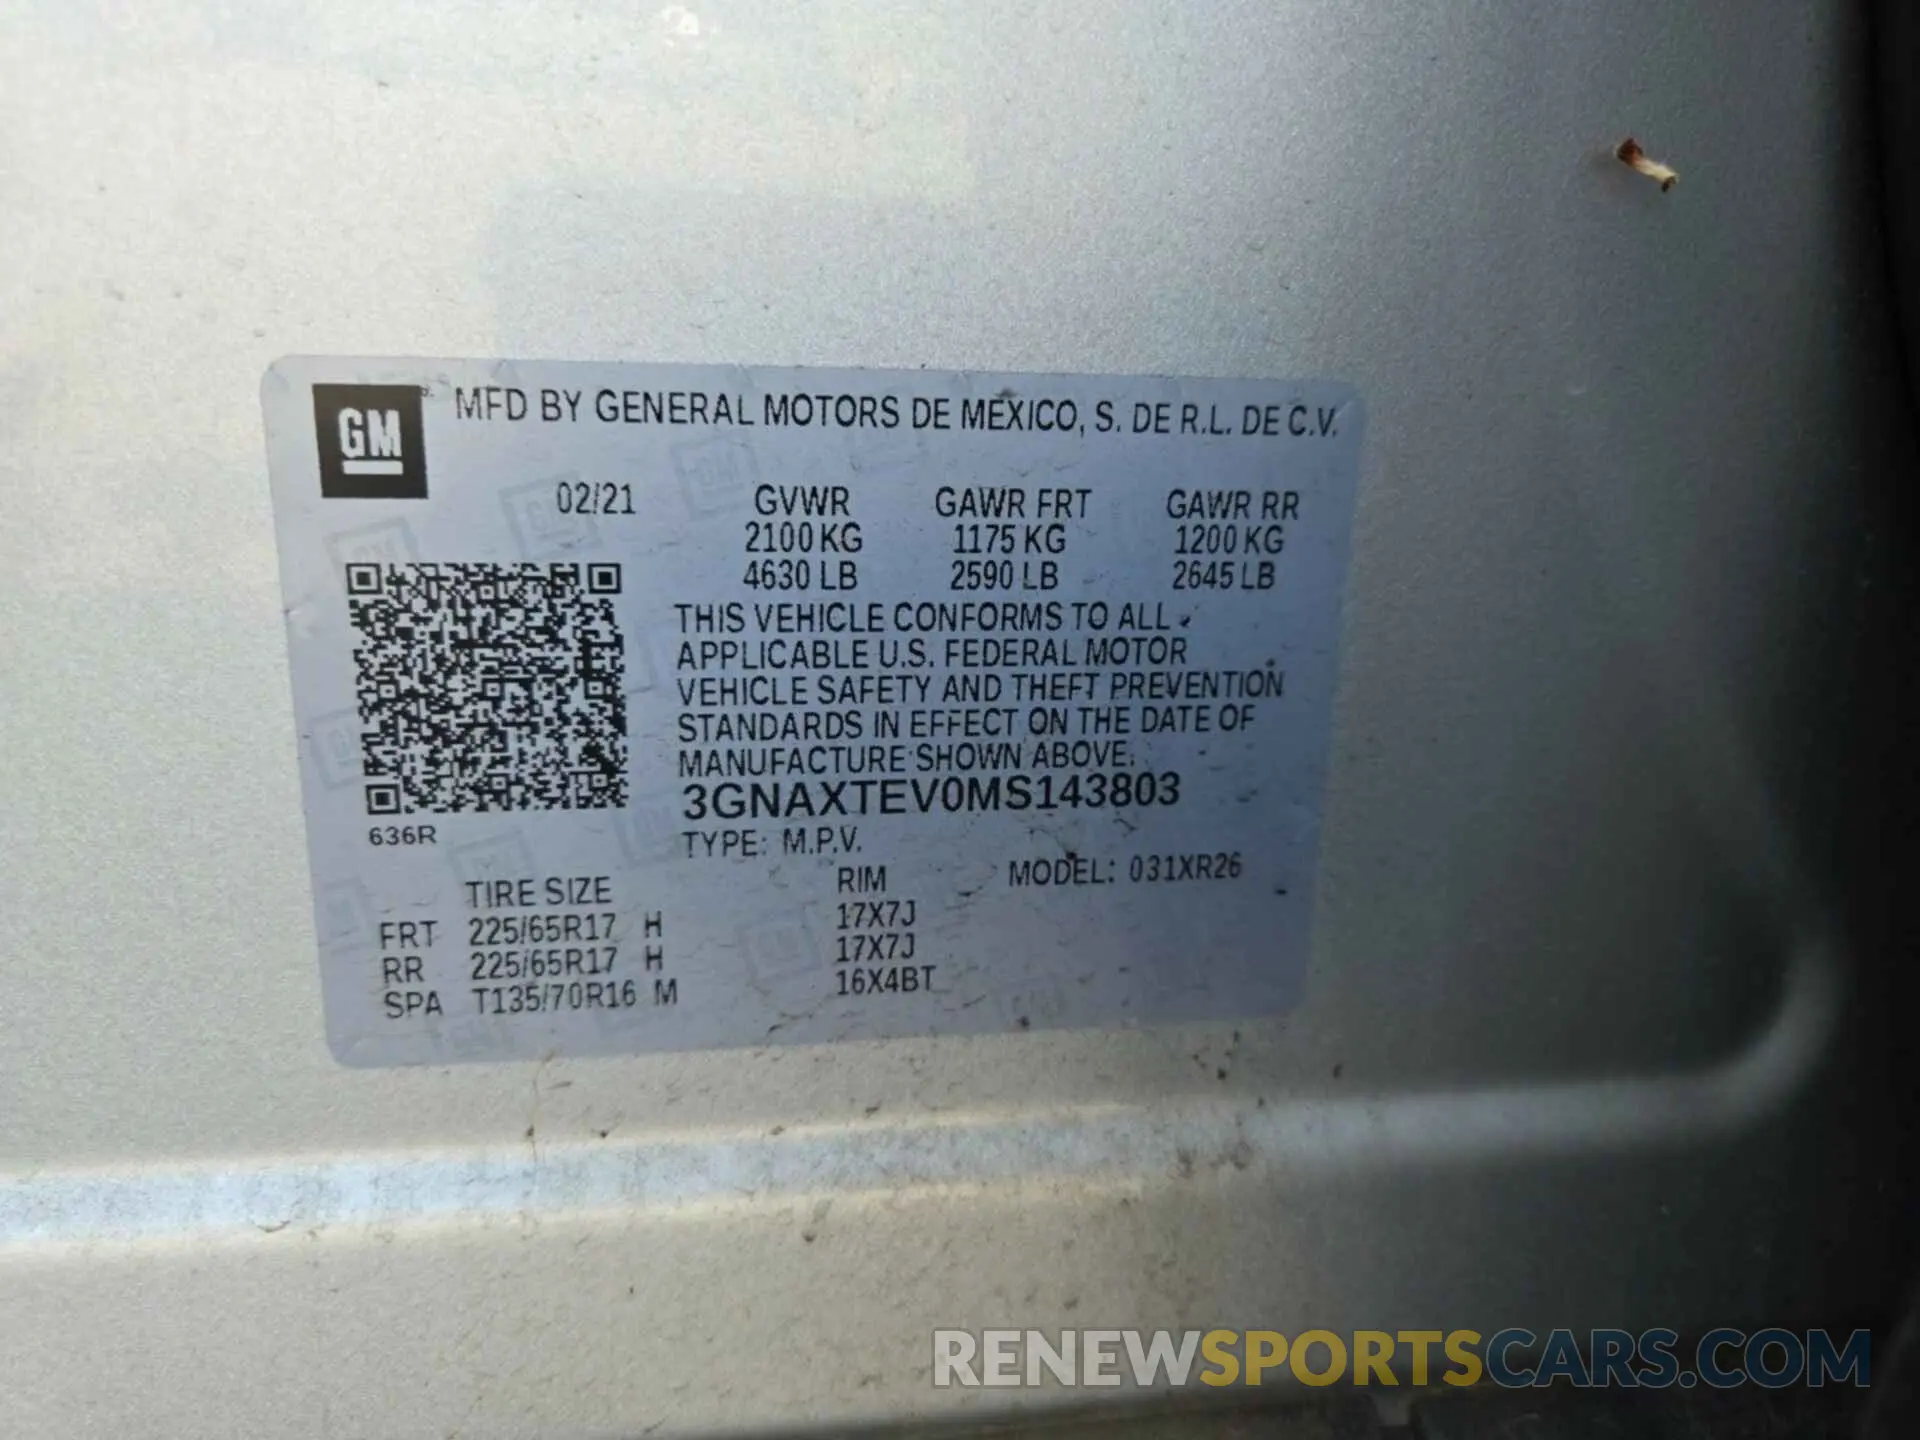 GM
MFD BY GENERAL MOTORS DE MEXICO, S. DE R.L. DE C.V.
02/21 GVWR GAWR FRT GAWR RR
2100 KG 1175 KG 1200 KG
4630 LB 2590 LB 2645 LB
THIS VEHICLE CONFORMS TO ALL
APPLICABLE U.S. FEDERAL MOTOR
VEHICLE SAFETY AND THEFT PREVENTION
STANDARDS IN EFFECT ON THE DATE OF
MANUFACTURE SHOWN ABOVE.
3GNAXTEV0MS143803
636R
TYPE: M.P.V.
TIRE SIZE RIM MODEL: 031XR26
FRT 225/65R17 H 17X7J
RR 225/65R17 H 17X7J
SPA T135/70R16 M 16X4BT
RENEWSPORTSCARS.COM